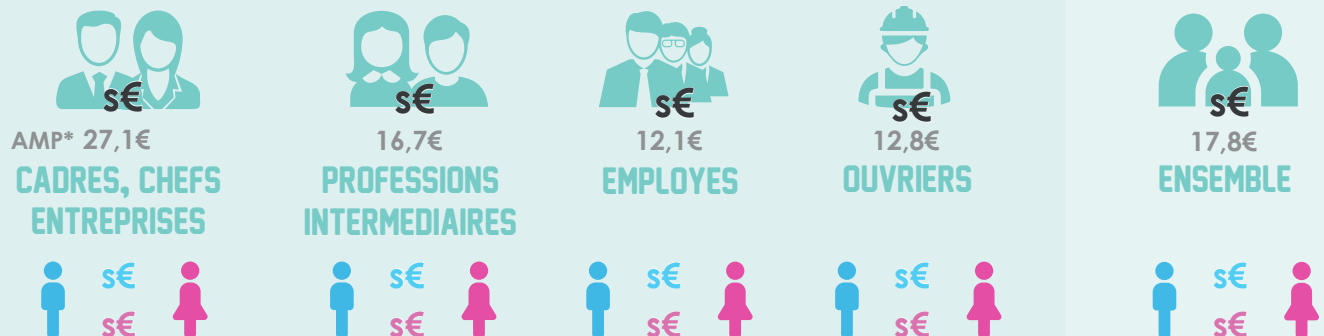 s€ s€ s€ s€ s€
AMP* 27,1€ 16,7€ 12,1€ 12,8€ 17,8€
CADRES, CHEFS
ENTREPRISES
PROFESSIONS
INTERMEDIAIRES
EMPLOYES
OUVRIERS
ENSEMBLE
s€ s€ s€ s€ s€
s€ s€ s€ s€ s€